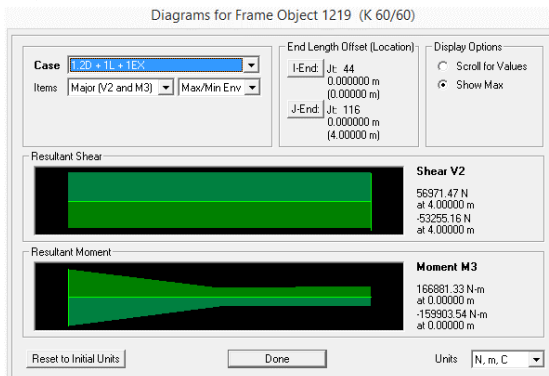 Diagrams for Frame Object 1219 (K 60/60)
Case 1.2D + 1L + 1EX
Items Major (V2 and M3) Max/Min Env
End Length Offset (Location)
I-End: Jt: 44
0.000000 m
(0.00000 m)
J-End: Jt: 116
0.000000 m
(4.00000 m)
Display Options
Scroll for Values
Show Max
Resultant Shear
Shear V2
56971.47 N
at 4.00000 m
-53255.16 N
at 4.00000 m
Resultant Moment
Moment M3
166881.33 N-m
at 0.00000 m
-159903.54 N-m
at 0.00000 m
Reset to Initial Units
Done
Units N, m, C